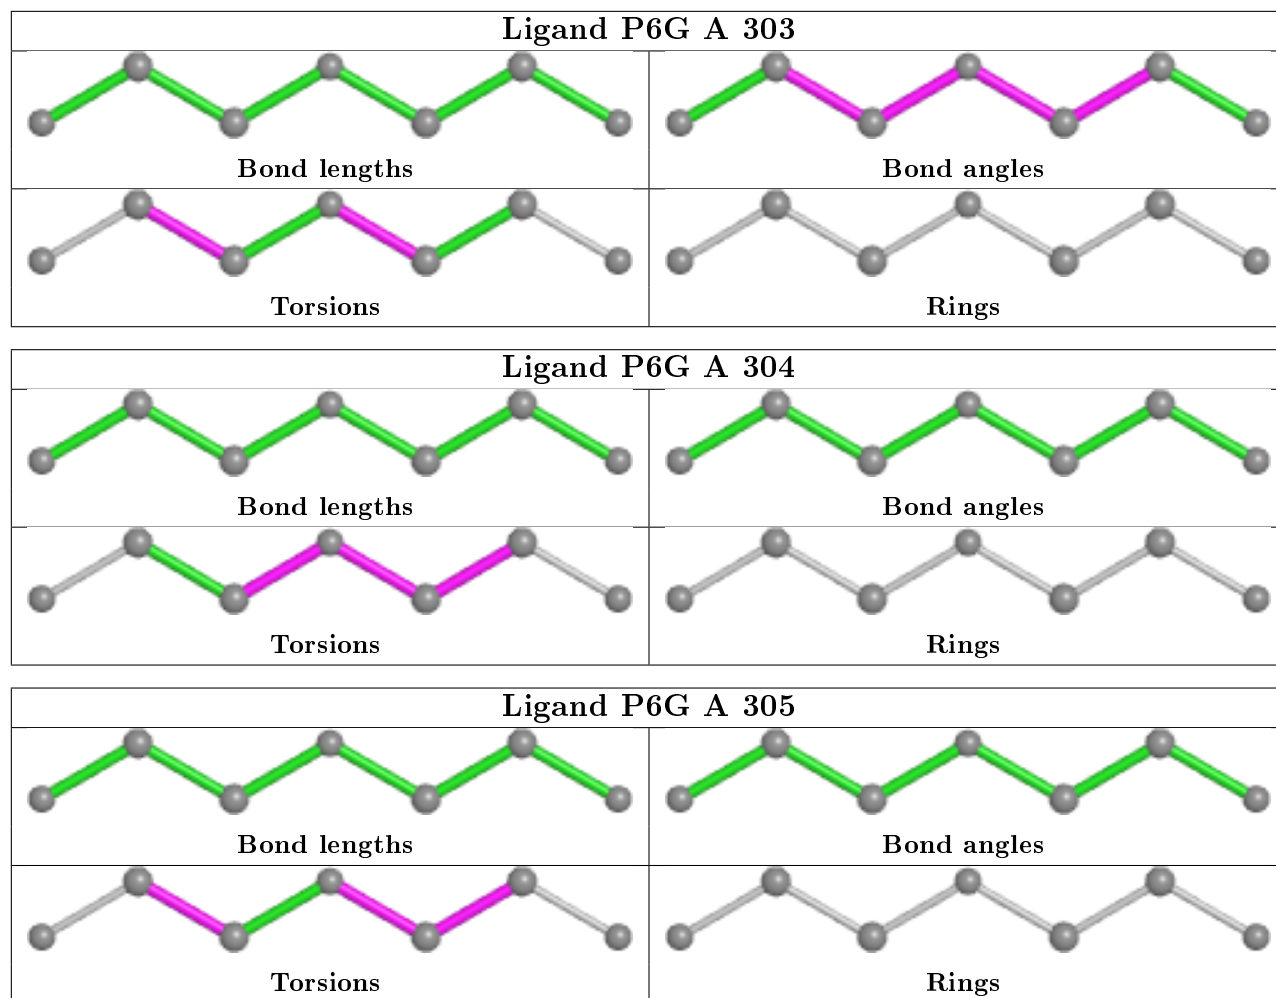 Ligand P6G A 303
Bond lengths
Bond angles
Torsions
Rings
Ligand P6G A 304
Bond lengths
Bond angles
Torsions
Rings
Ligand P6G A 305
Bond lengths
Bond angles
Torsions
Rings